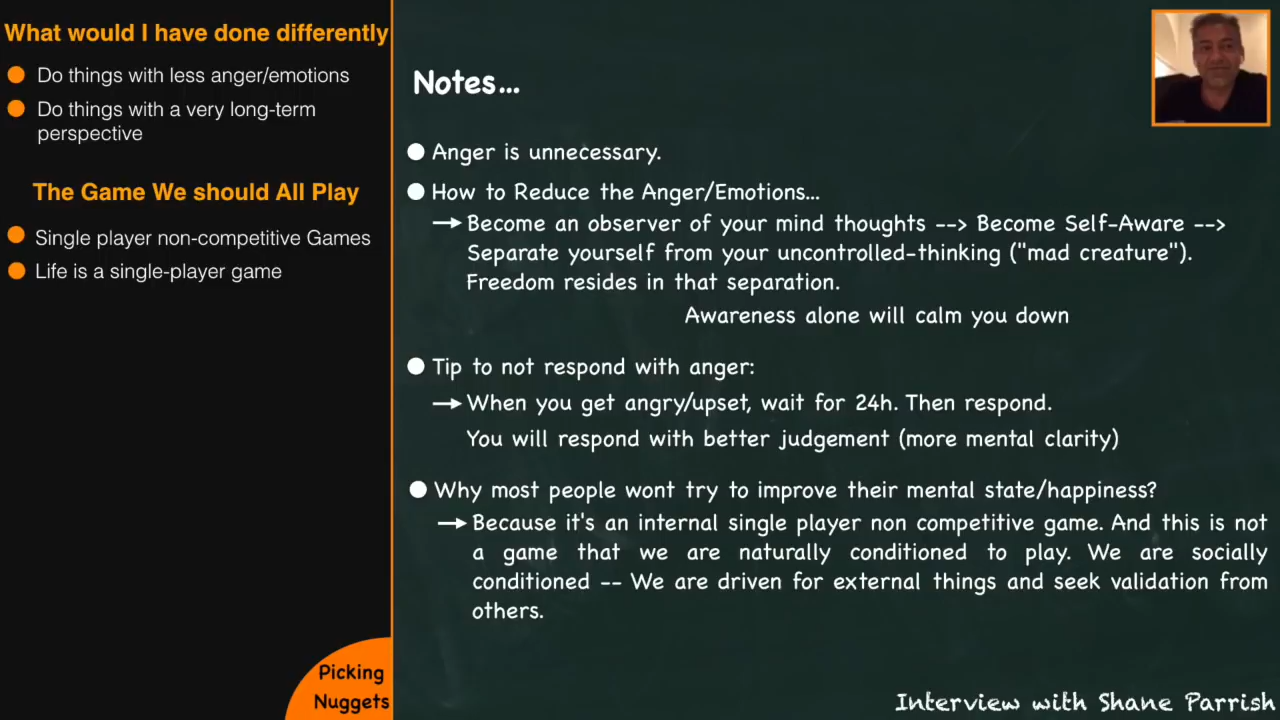 What would I have done differently
Do things with less anger/emotions
Do things with a very long-term
perspective
The Game We should All Play
Single player non-competitive Games
Life is a single-player game
Picking
Nuggets
Notes...
Anger is unnecessary.
How to Reduce the Anger/Emotions...
Become an observer of your mind thoughts --> Become Self-Aware -->
Separate yourself from your uncontrolled-thinking ("mad creature").
Freedom resides in that separation.
Awareness alone will calm you down
Tip to not respond with anger:
When you get angry/upset, wait for 24h. Then respond.
You will respond with better judgement (more mental clarity)
Why most people wont try to improve their mental state/happiness?
Because it's an internal single player non competitive game. And this is not
a game that we are naturally conditioned to play. We are socially
conditioned -- We are driven for external things and seek validation from
others.
Interview with Shane Parrish